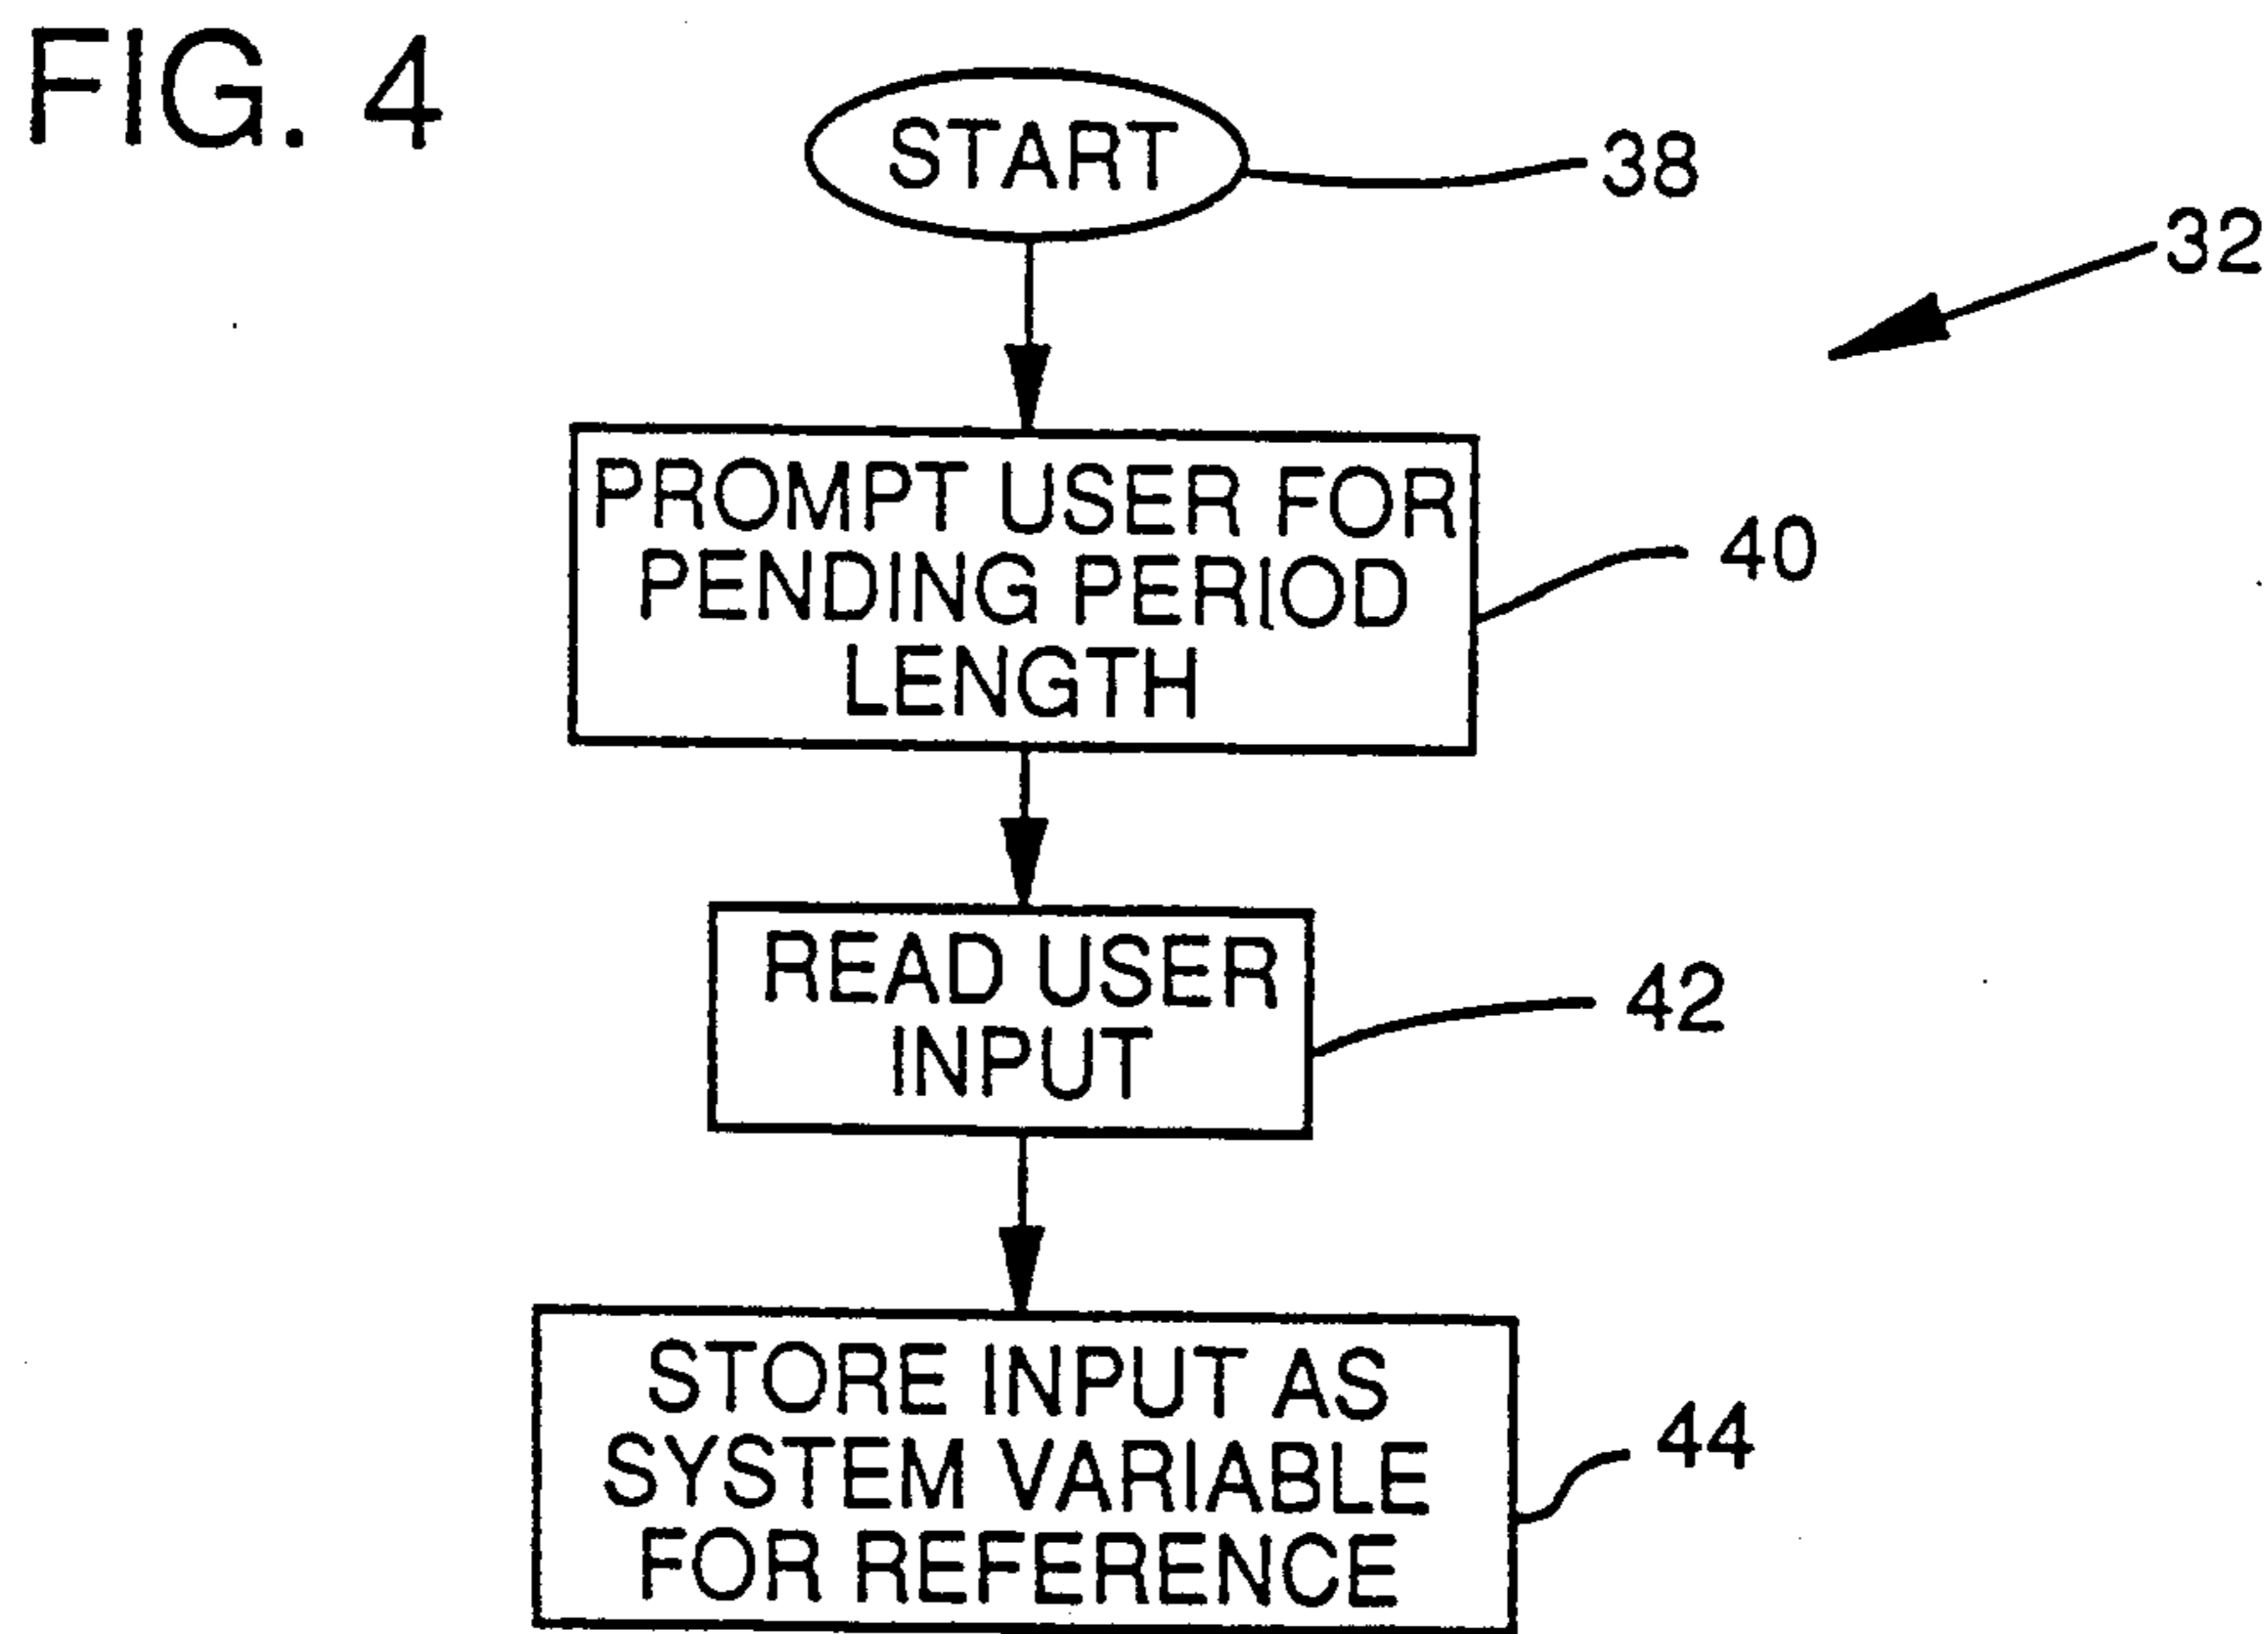 FIG. 4
START
38
32
PROMPT USER FOR
PENDING PERIOD
LENGTH
40
READ USER
INPUT
42
STORE INPUT AS
SYSTEM VARIABLE
FOR REFERENCE
44